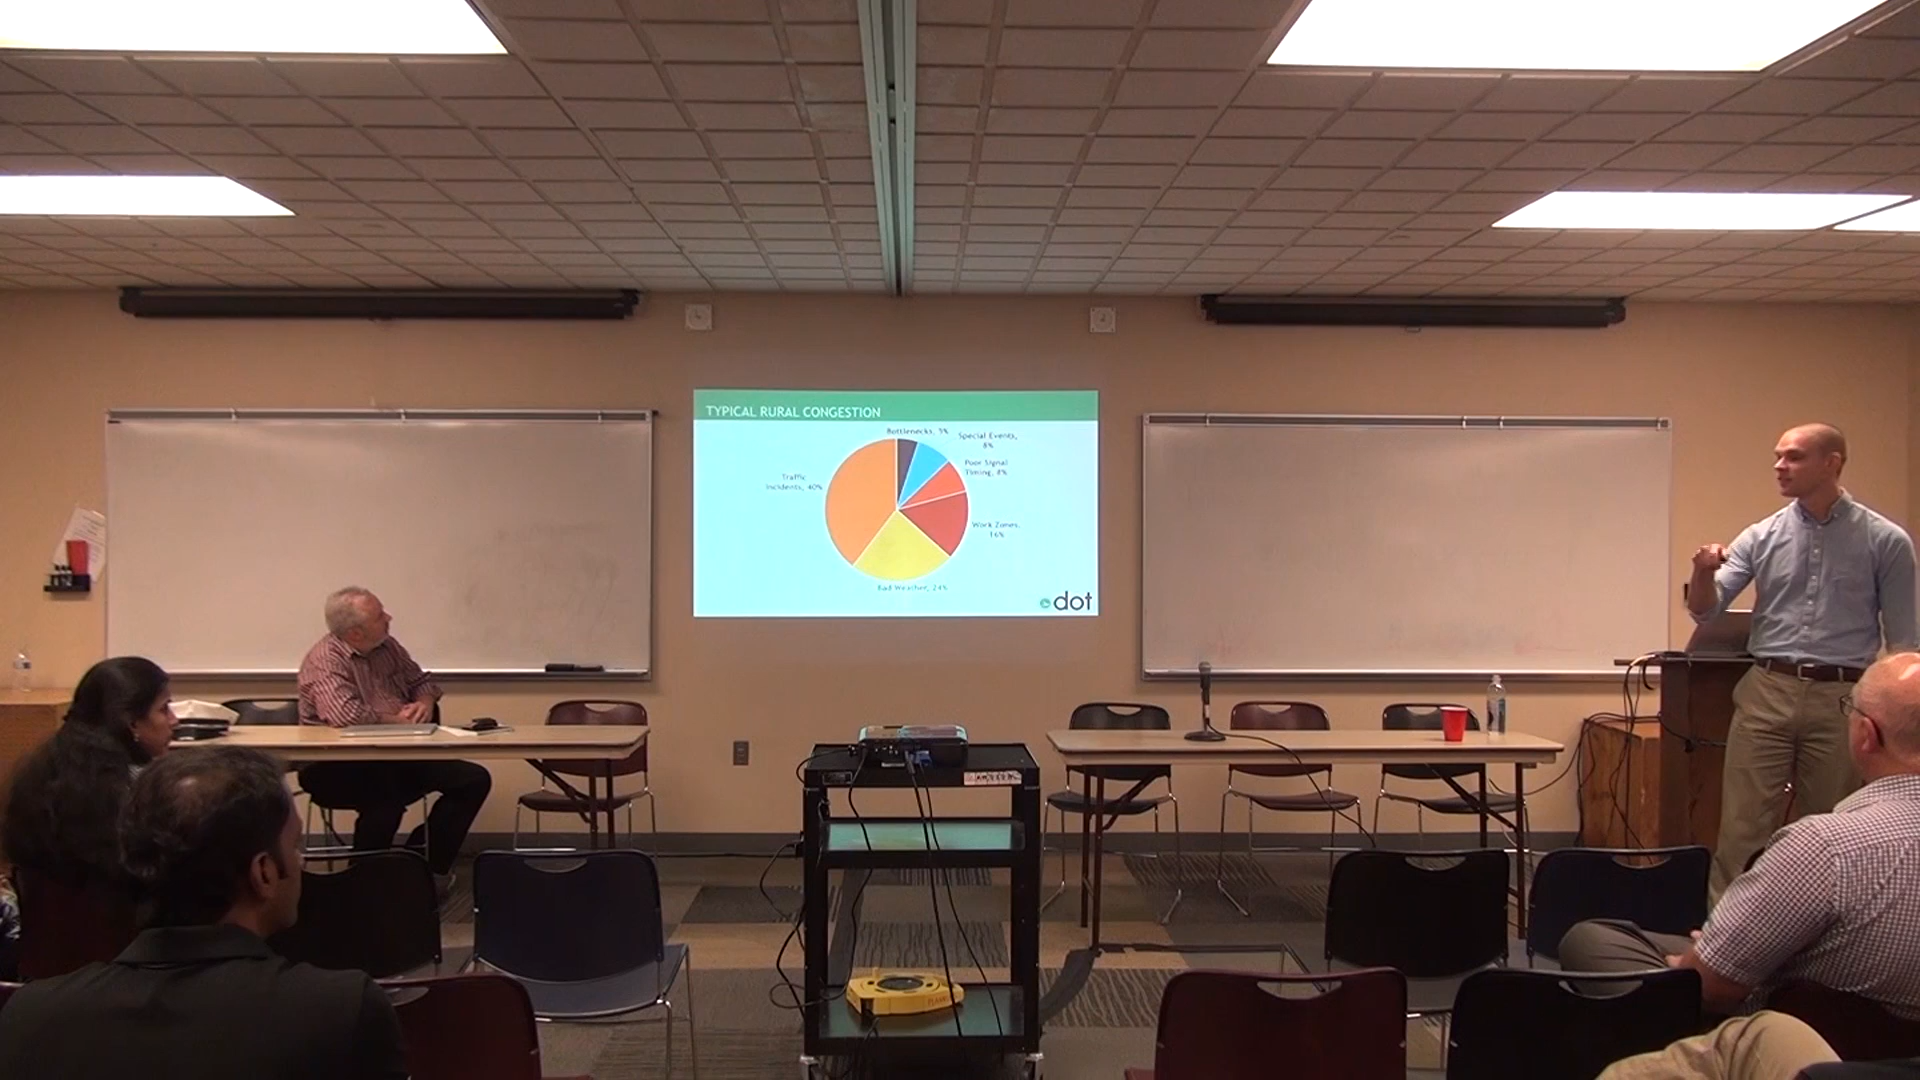 TYPICAL RURAL CONGESTION
Bottlenecks, 5%
Special Events,
8%
Poor Signal
Timing, 8%
Traffic
Incidents, 40%
Work Zones,
16%
Bad Weather, 24%
dot